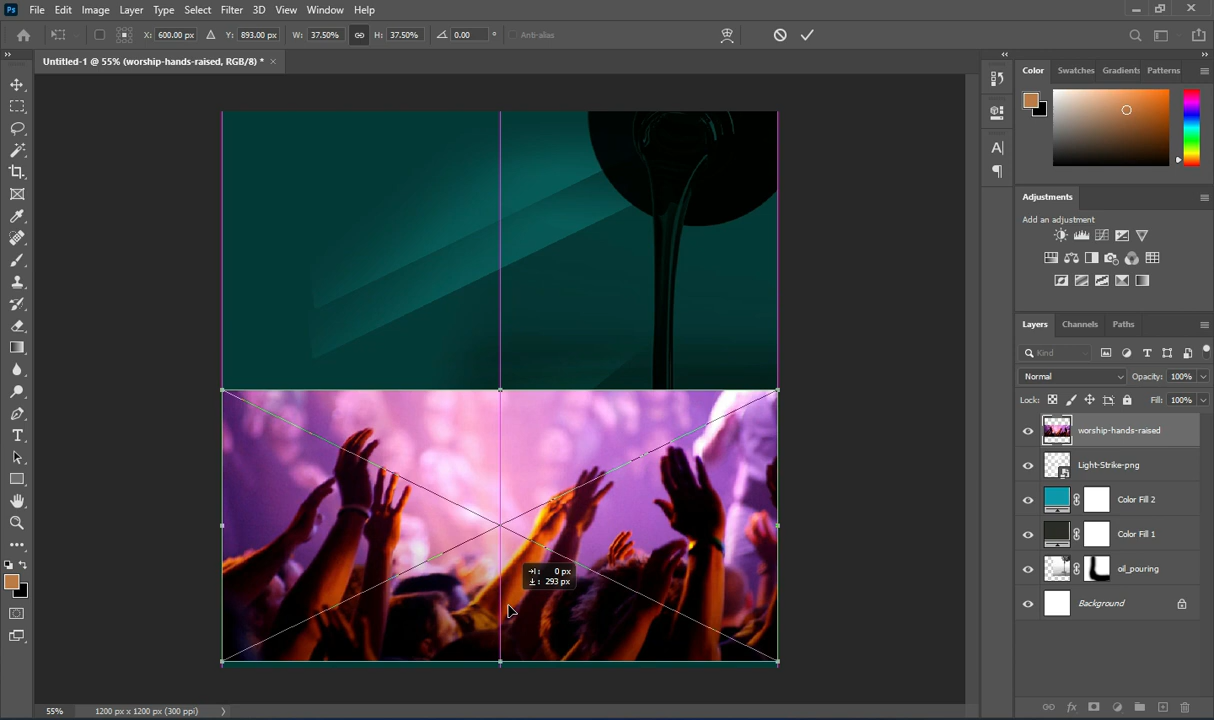 Ps File Edit Image Layer Type Select Filter 3D View Window Help
X: 600.00 px Y: 893.00 px W: 37.50% H: 37.50% 0.00 ° Anti-alias
Untitled-1 @ 55% (worship-hands-raised, RGB/8) * ×
Color Swatches Gradients Patterns
Adjustments
Add an adjustment
Layers Channels Paths
Kind
Normal Opacity: 100%
Lock: Fill: 100%
worship-hands-raised
Light-Strike-png
Color Fill 2
Color Fill 1
oil_pouring
Background
0 px
293 px
55% 1200 px x 1200 px (300 ppi)